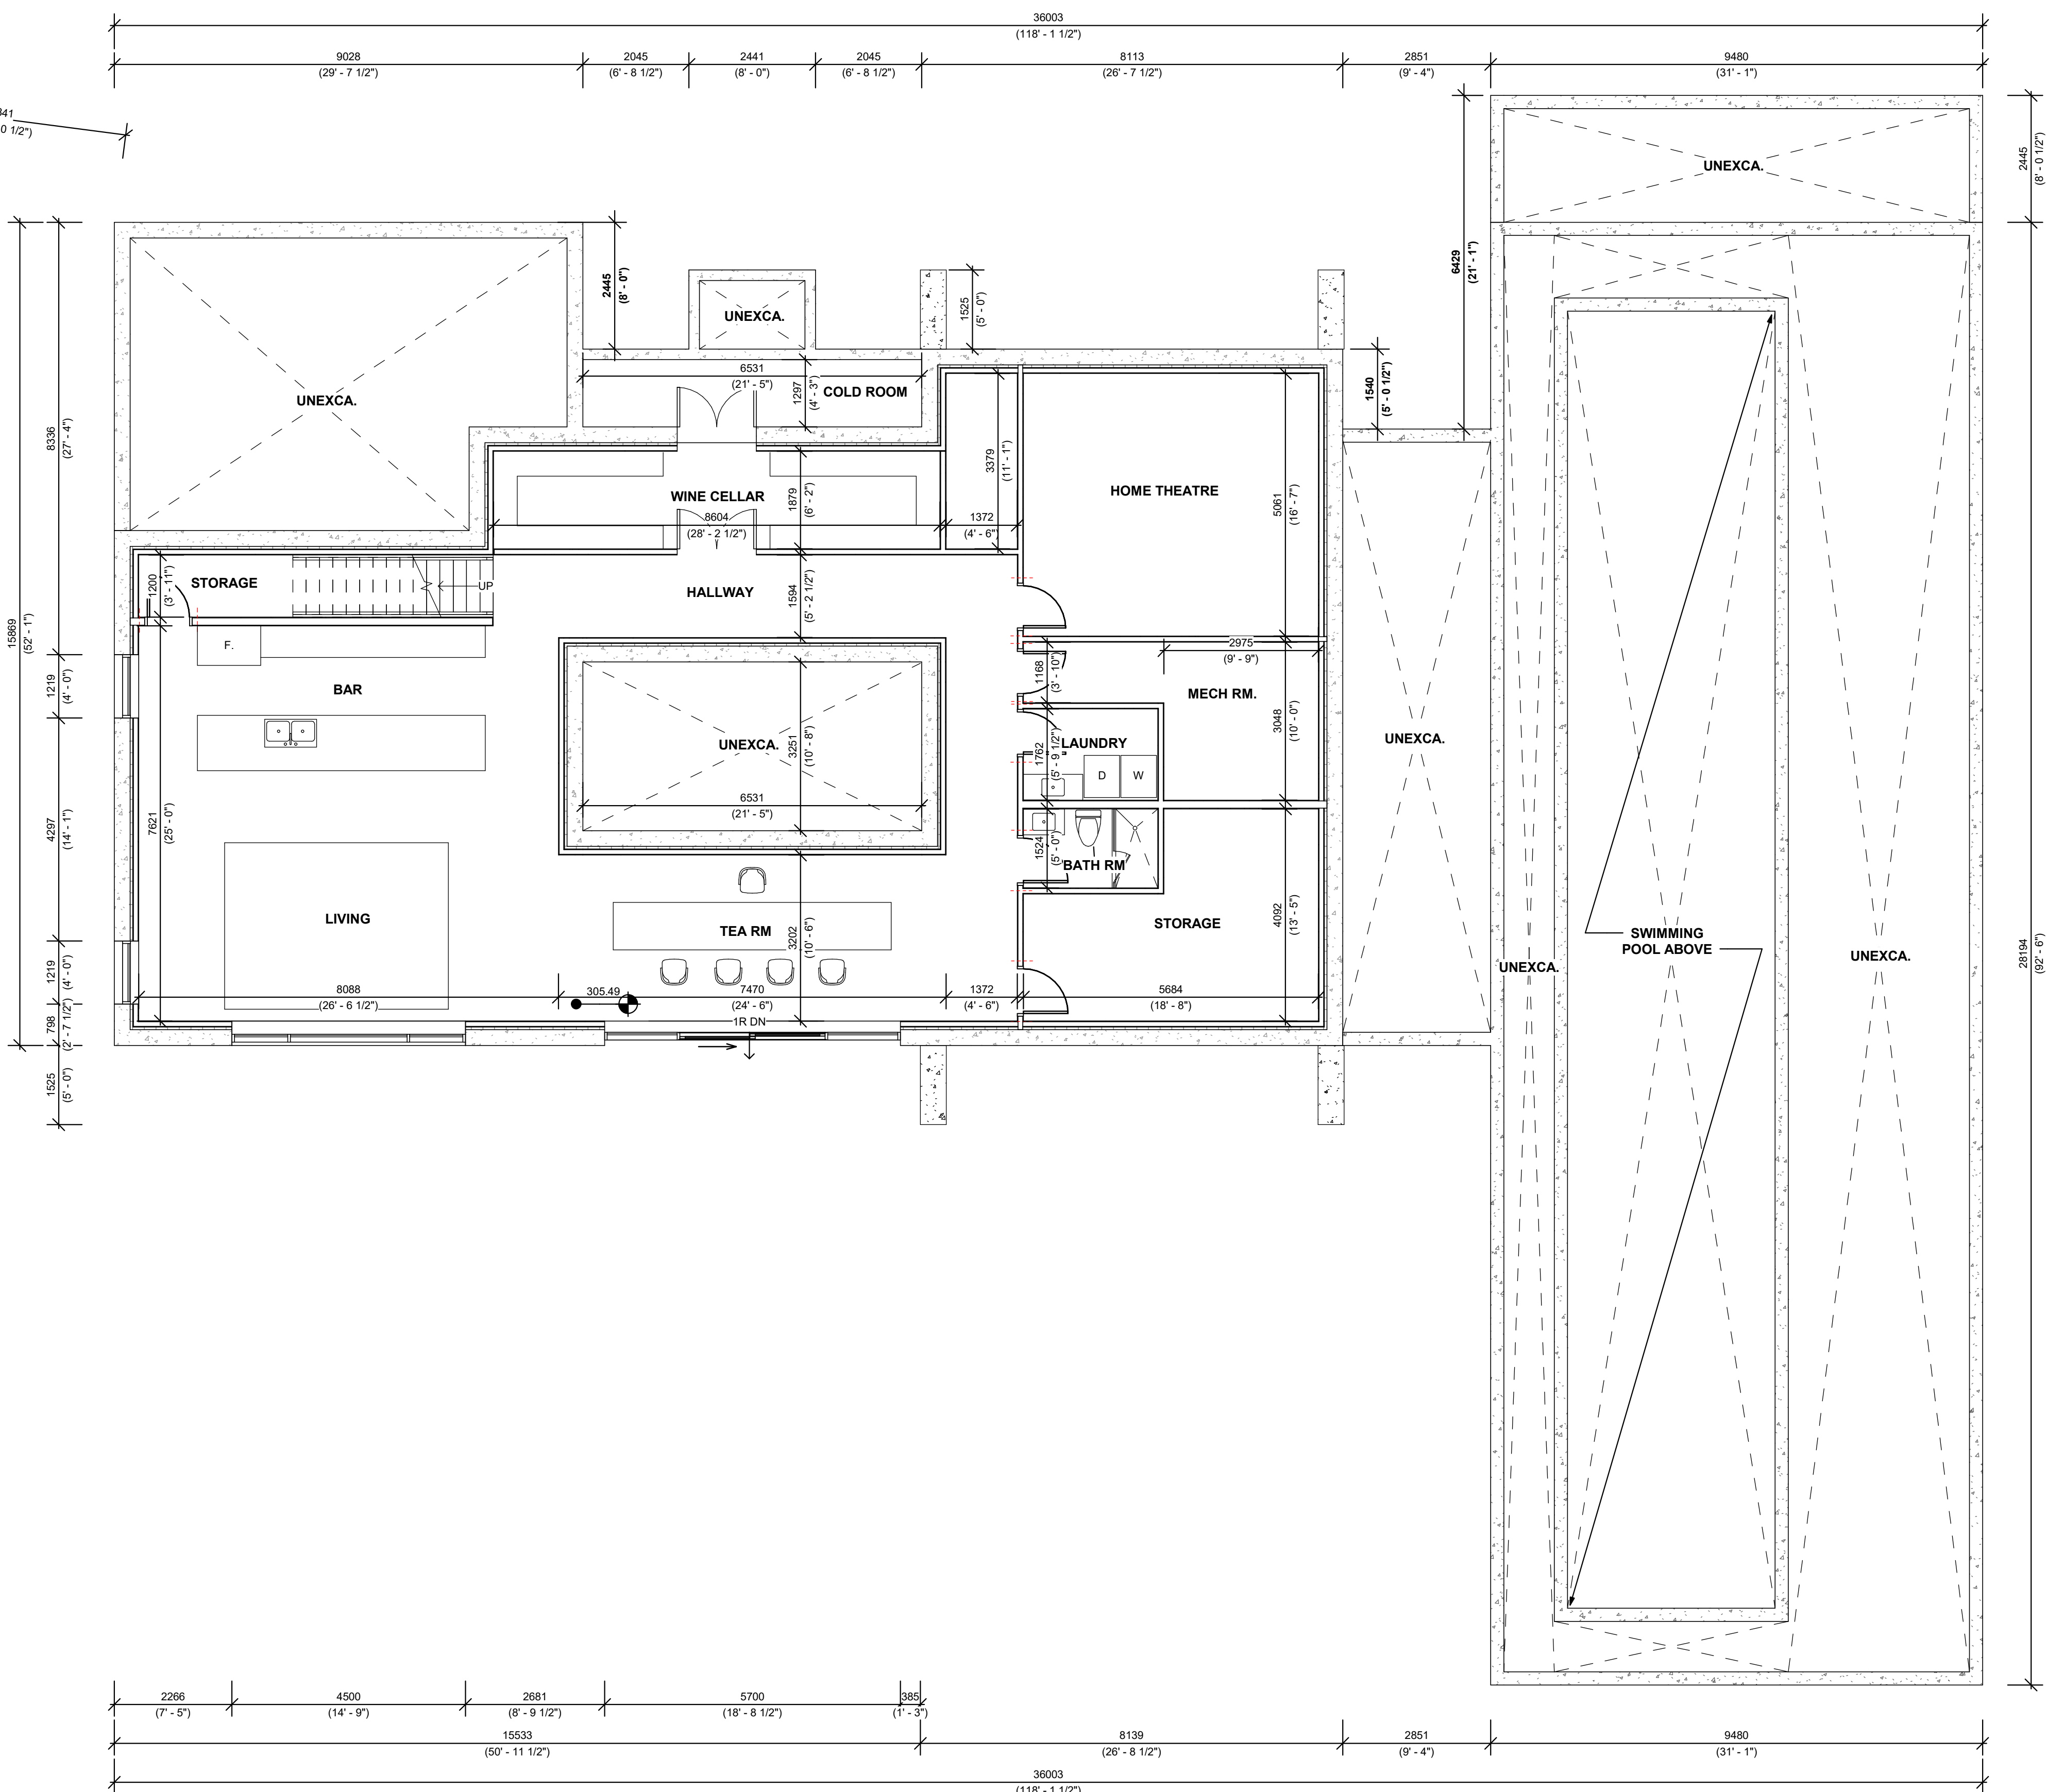 36003
(118' - 1 1/2")
9028
(29' - 7 1/2")
2045
(6' - 8 1/2")
2441
(8' - 0")
2045
(6' - 8 1/2")
8113
(26' - 7 1/2")
2851
(9' - 4")
9480
(31' - 1")
0 1/2")
2445
(8' - 0 1/2")
UNEXCA.
6429
(21' - 1")
2445
(8' - 0")
1525
(5' - 0")
UNEXCA.
1540
(5' - 0 1/2")
6531
(21' - 5")
1297
(4' - 3")
COLD ROOM
UNEXCA.
8336
(27' - 4")
3379
(11' - 1")
HOME THEATRE
5061
(16' - 7")
WINE CELLAR
1879
(6' - 2")
8604
(28' - 2 1/2")
1372
(4' - 6")
STORAGE
1200
(3' - 11")
UP
HALLWAY
1594
(5' - 2 1/2")
15869
(52' - 1")
F.
BAR
1219
(4' - 0")
2975
(9' - 9")
1168
(3' - 10")
MECH RM.
3048
(10' - 0")
UNEXCA.
3251
(10' - 8")
LAUNDRY
1762
(5' - 9 1/2")
D
W
UNEXCA.
6531
(21' - 5")
7621
(25' - 0")
4297
(14' - 1")
1524
(5' - 0")
BATH RM
LIVING
TEA RM
3202
(10' - 6")
STORAGE
4092
(13' - 5")
SWIMMING
POOL ABOVE
UNEXCA.
UNEXCA.
28194
(92' - 6")
1219
(4' - 0")
8088
(26' - 6 1/2")
305.49
7470
(24' - 6")
1372
(4' - 6")
5684
(18' - 8")
1R DN
798
(2' - 7 1/2")
1525
(5' - 0")
2266
(7' - 5")
4500
(14' - 9")
2681
(8' - 9 1/2")
5700
(18' - 8 1/2")
385
(1' - 3")
15533
(50' - 11 1/2")
8139
(26' - 8 1/2")
2851
(9' - 4")
9480
(31' - 1")
36003
(118' - 1 1/2")